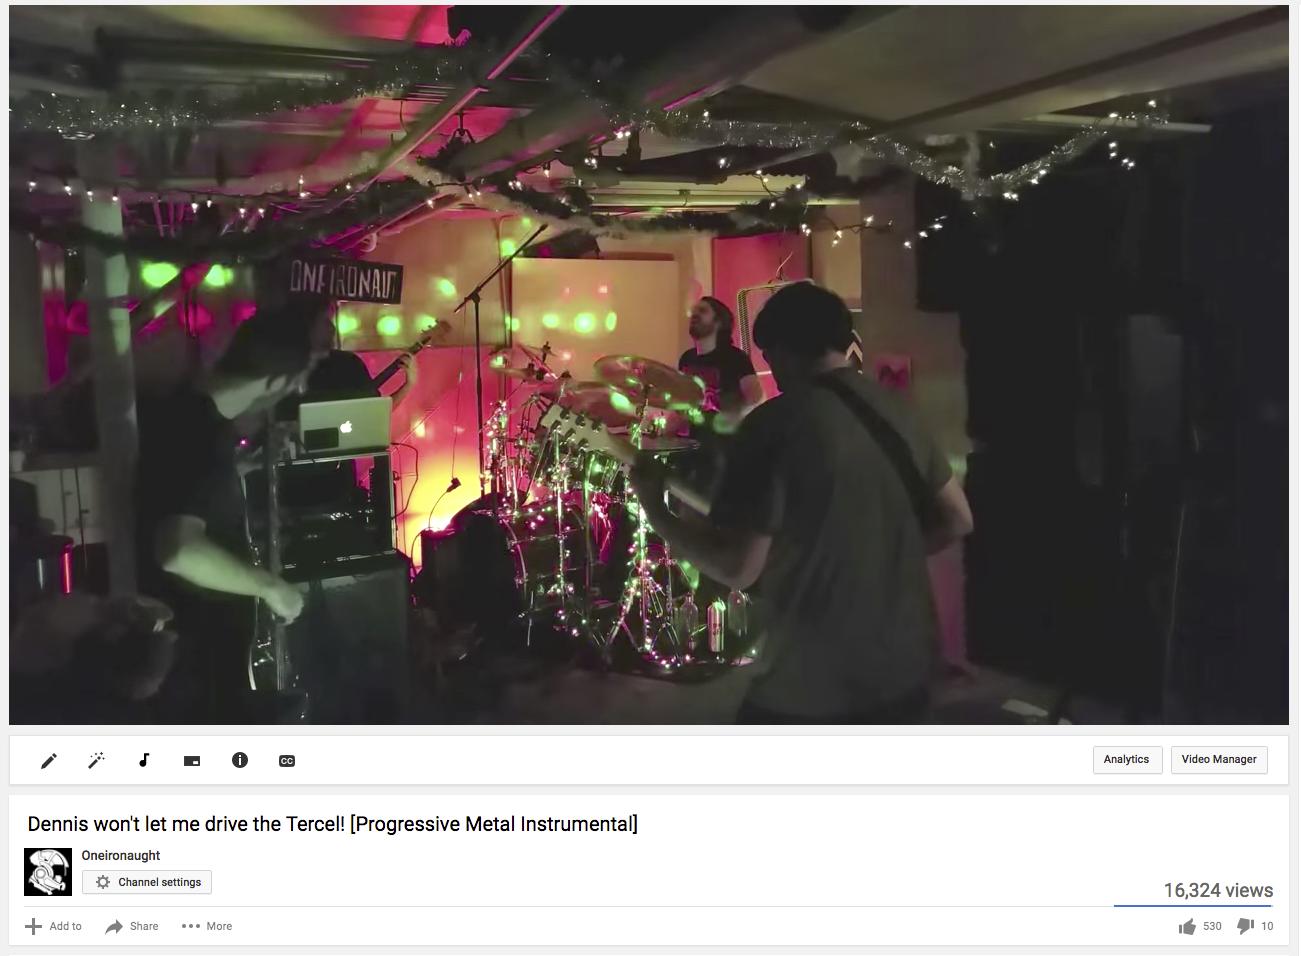 ONEIRONAUT
CC
Analytics
Video Manager
Dennis won't let me drive the Tercel! [Progressive Metal Instrumental]
Oneironaught
Channel settings
16,324 views
Add to
Share
More
530
10